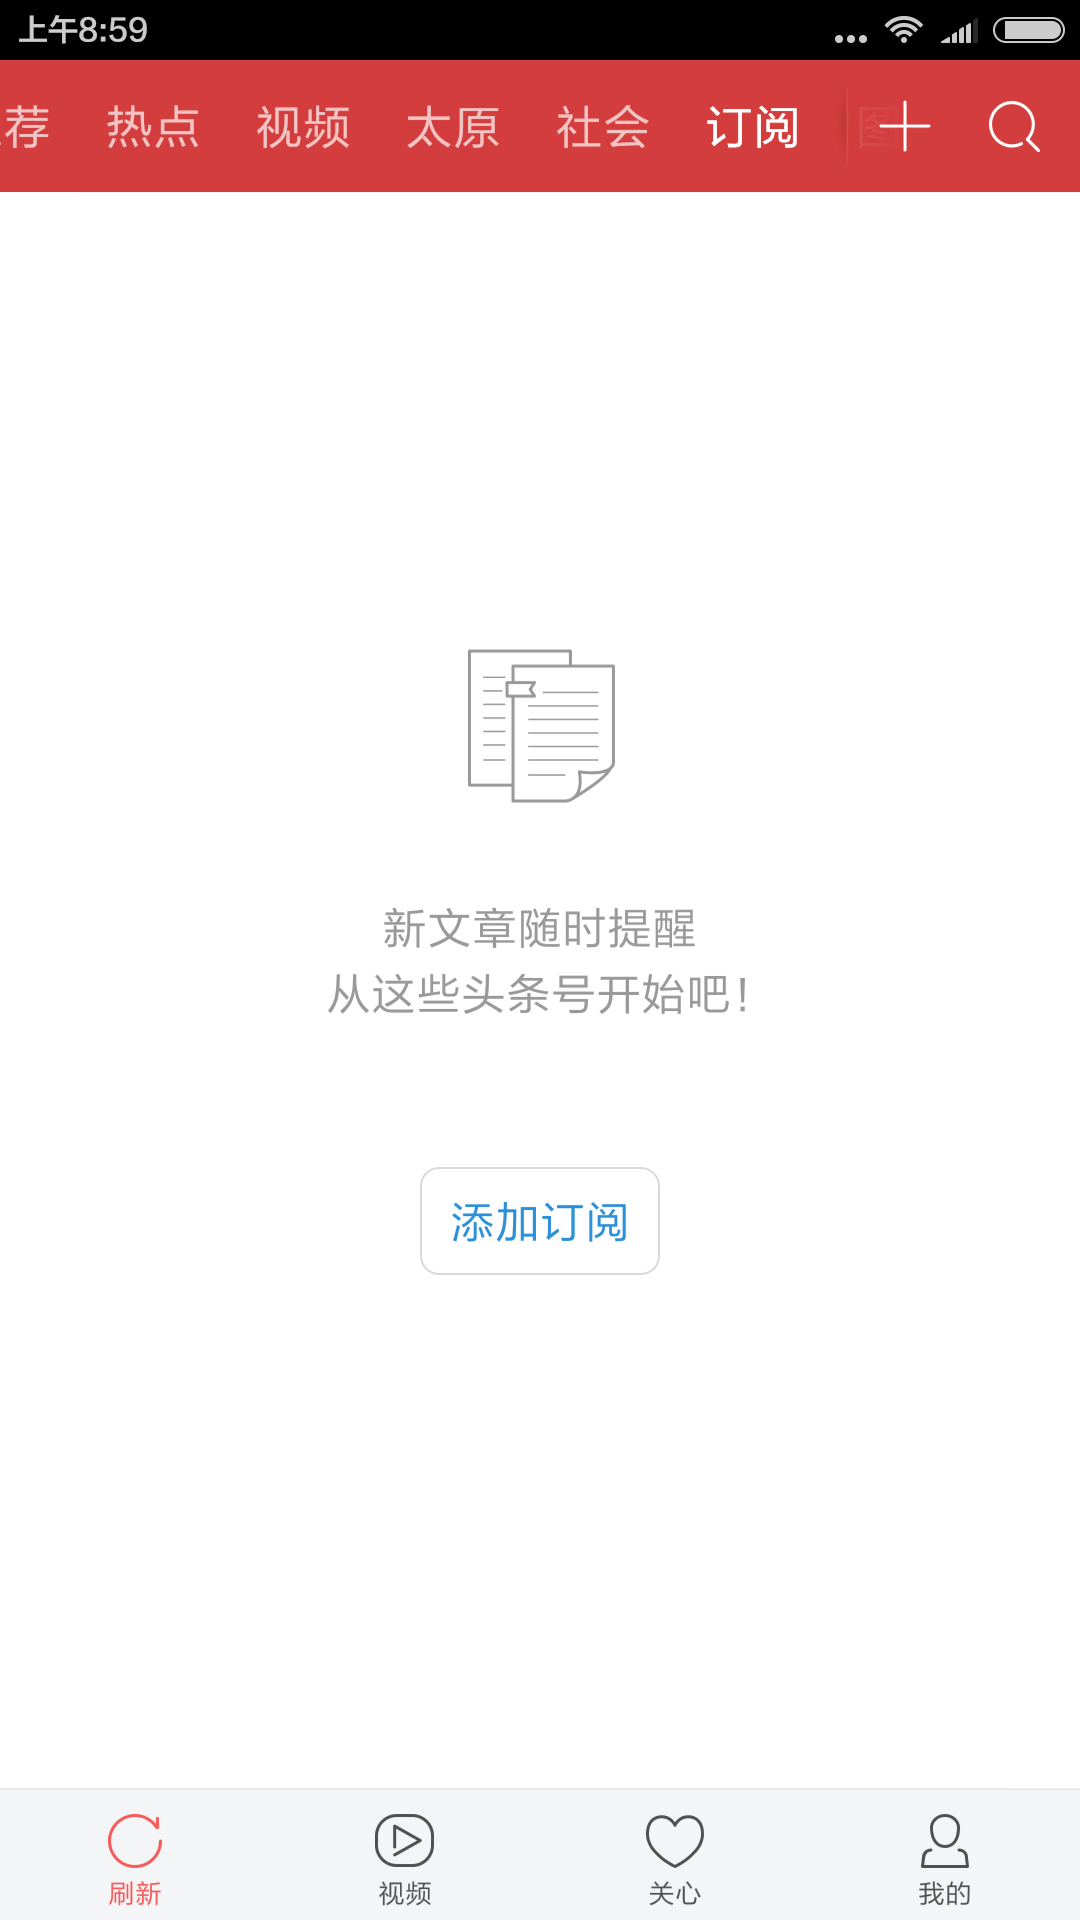 上午8:59
荐 热点 视频 太原 社会 订阅 图
新文章随时提醒
从这些头条号开始吧！
添加订阅
刷新 视频 关心 我的